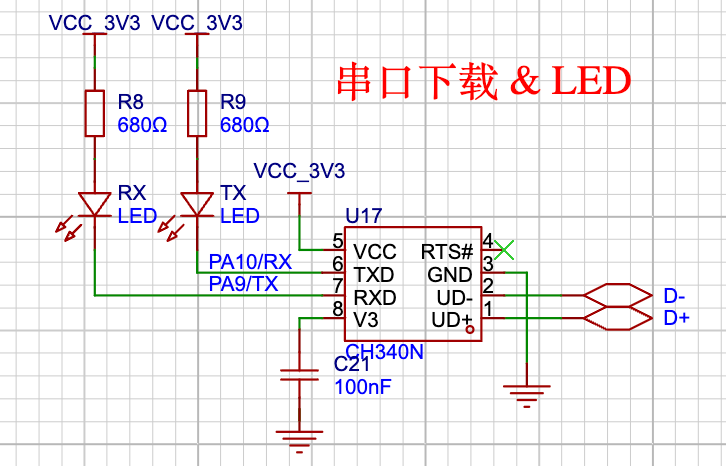 VCC_3V3 VCC_3V3
串口下载 & LED
R8
680Ω
R9
680Ω
VCC_3V3
RX
LED
TX
LED
U17
5 VCC RTS# 4
PA10/RX 6 TXD GND 3
PA9/TX 7 RXD UD- 2 D-
8 V3 UD+ 1 D+
CH340N
C21
100nF